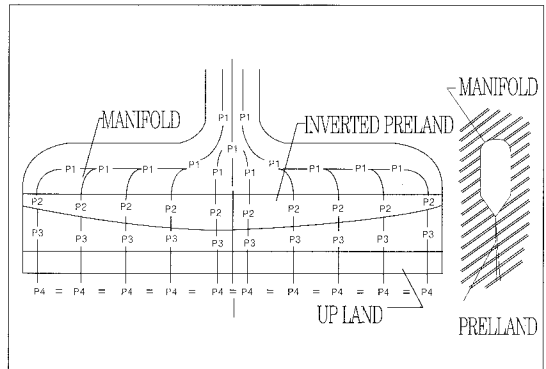 P1 P1
MANIFOLD
MANIFOLD
INVERTED PRELAND
P1
P1 P1 P1 P1 P1 P1 P1 P1 P1 P1
P2 P2 P2 P2 P2 P2 P2 P2 P2 P2
P3 P3 P3 P3 P3 P3 P3 P3 P3 P3
P4 = P4 = P4 = P4 = P4 = P4 = P4 = P4 = P4 = P4
UP LAND
PRELLAND